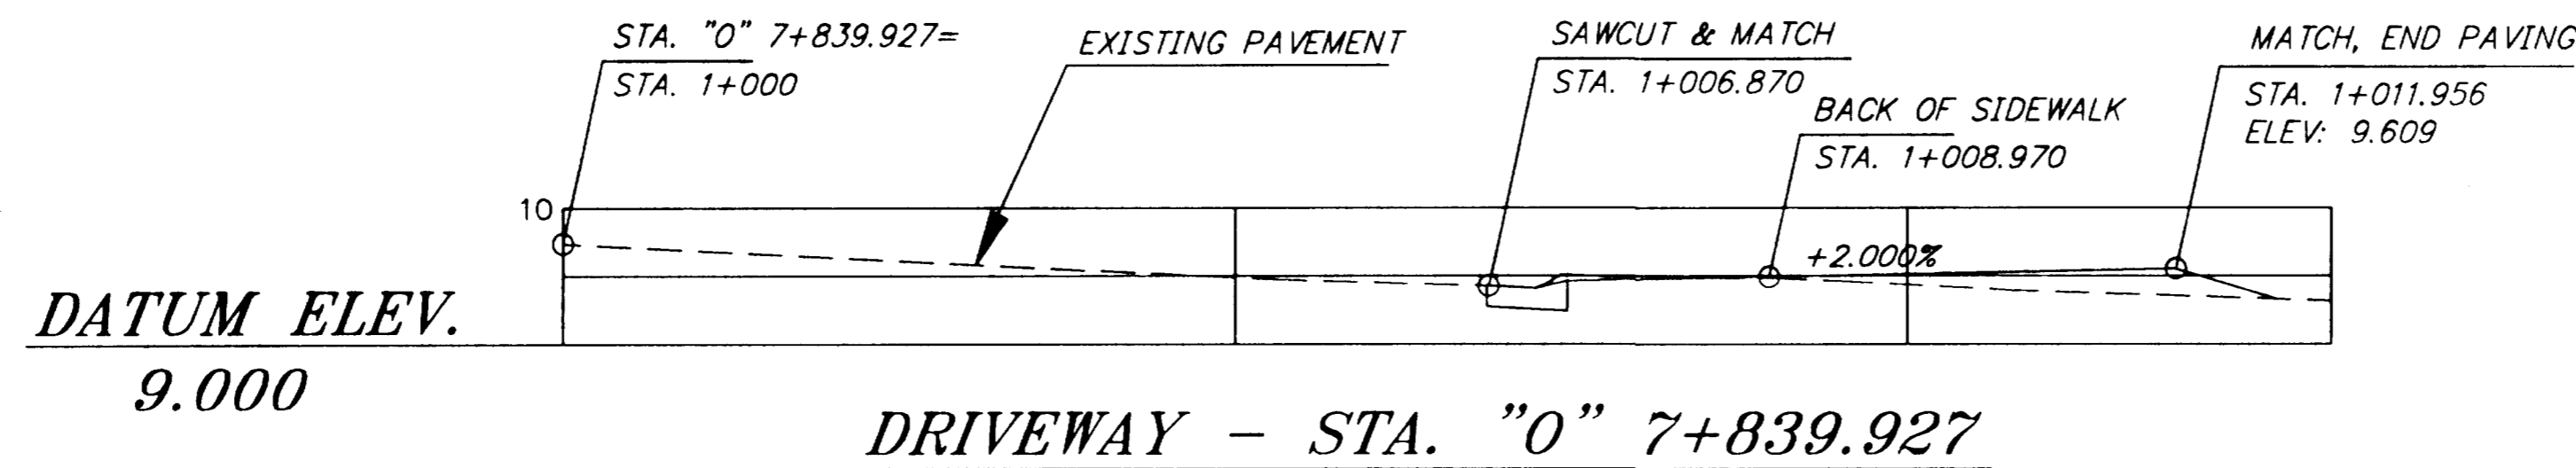 STA. "O" 7+839.927=
STA. 1+000
EXISTING PAVEMENT
SAWCUT & MATCH
STA. 1+006.870
BACK OF SIDEWALK
STA. 1+008.970
MATCH, END PAVING
STA. 1+011.956
ELEV: 9.609
10
+2.000%
DATUM ELEV.
9.000
DRIVEWAY - STA. "O" 7+839.927